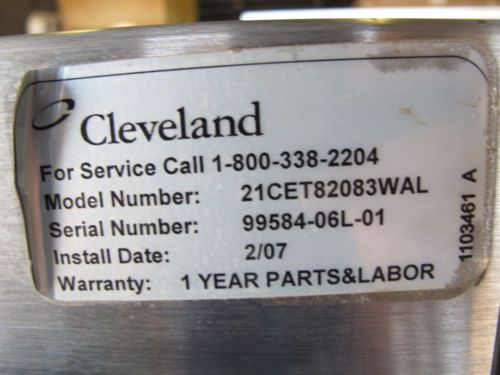 Cleveland
For Service Call 1-800-338-2204
Model Number: 21CET82083WAL
Serial Number: 99584-06L-01
Install Date: 2/07
Warranty: 1 YEAR PARTS&LABOR
1103461 A